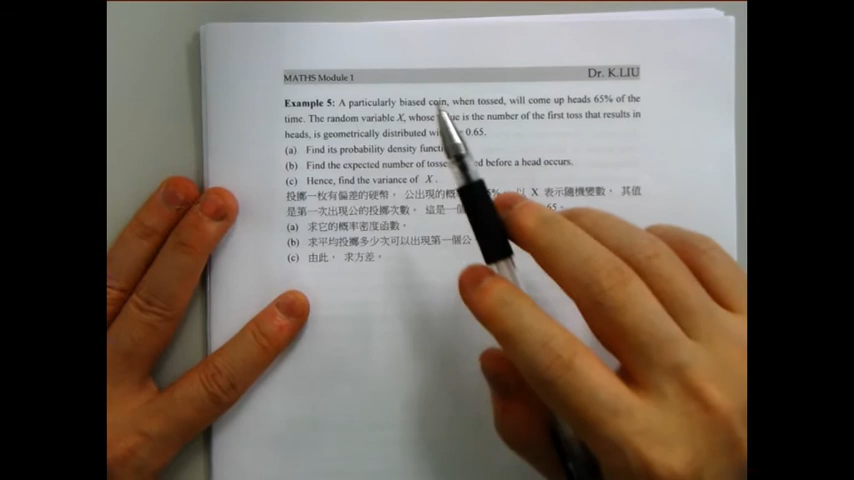 MATHS Module 1 Dr. K.LIU
Example 5: A particularly biased coin, when tossed, will come up heads 65% of the
time. The random variable X, whose is the number of the first toss that results in
heads, is geometrically distributed 0.65.
(a) Find its probability density
(b) Find the expected number of before a head occurs.
(c) Hence, find the variance of X.
投擲一枚有偏差的硬幣，公出現的概 以 X 表示隨機變數，其值
是第一次出現公的投擲次數，這是一個
(a) 求它的概率密度函數。
(b) 求平均投擲多少次可以出現第一個公
(c) 由此，求方差。